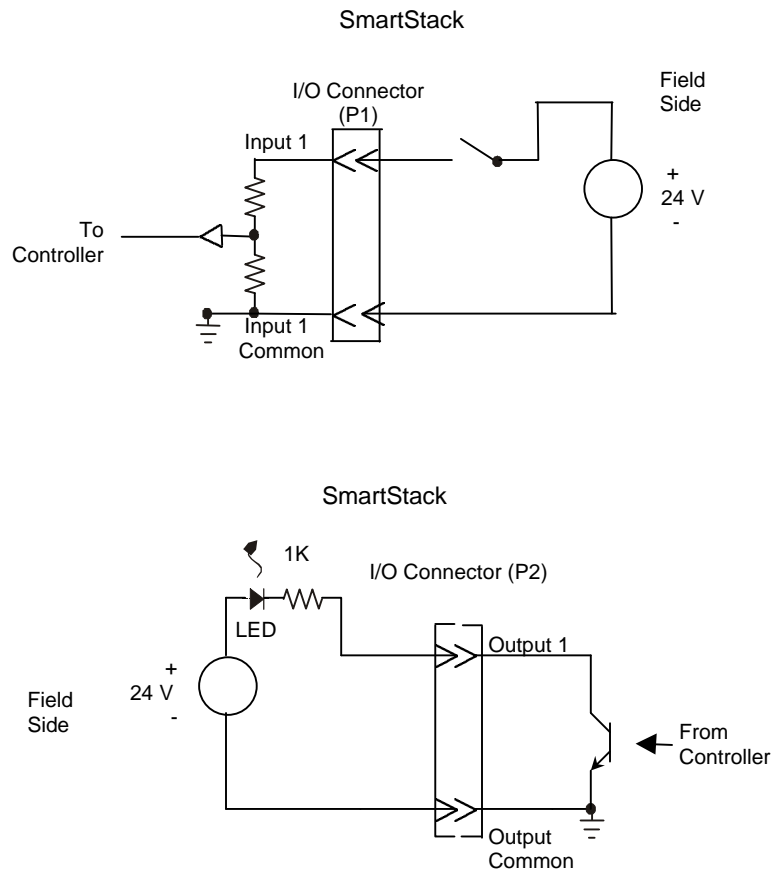 SmartStack
I/O Connector
(P1)
Field
Side
Input 1
+
24 V
-
To
Controller
Input 1
Common
SmartStack
1K
I/O Connector (P2)
LED
Output 1
+
24 V
-
Field
Side
From
Controller
Output
Common